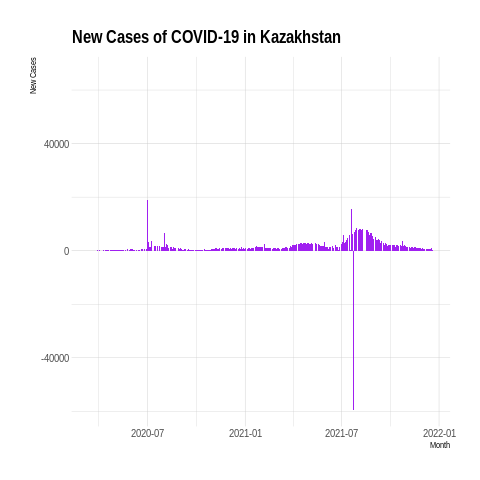 New Cases of COVID-19 in Kazakhstan
New Cases
40000
0
-40000
2020-07
2021-01
2021-07
2022-01
Month